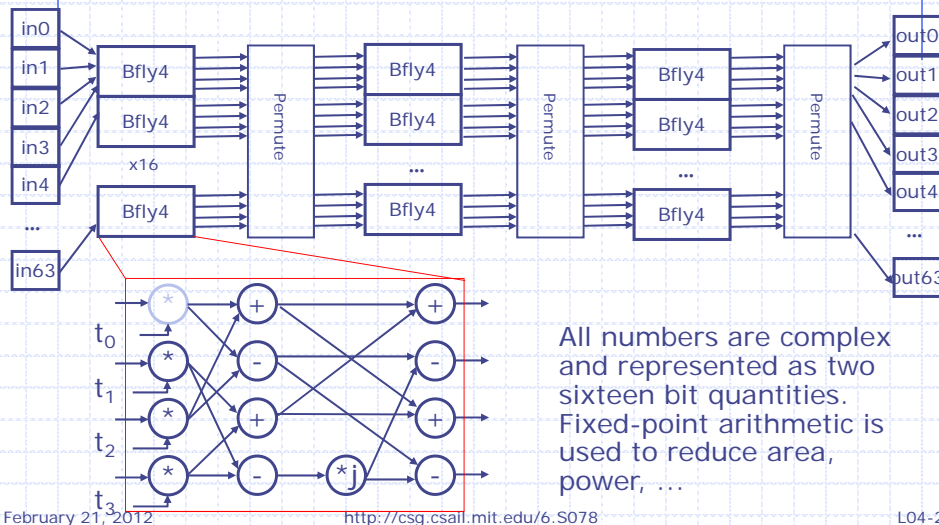 in0
in1
in2
in3
in4
...
in63
Bfly4
Bfly4
x16
Bfly4
Permute
Bfly4
Bfly4
...
Bfly4
Permute
Bfly4
Bfly4
...
Bfly4
Permute
out0
out1
out2
out3
out4
...
out63
* + +
t0
* - -
t1
* + +
t2
* - *j -
t3
All numbers are complex
and represented as two
sixteen bit quantities.
Fixed-point arithmetic is
used to reduce area,
power, ...
February 21, 2012 http://csg.csail.mit.edu/6.S078 L04-2